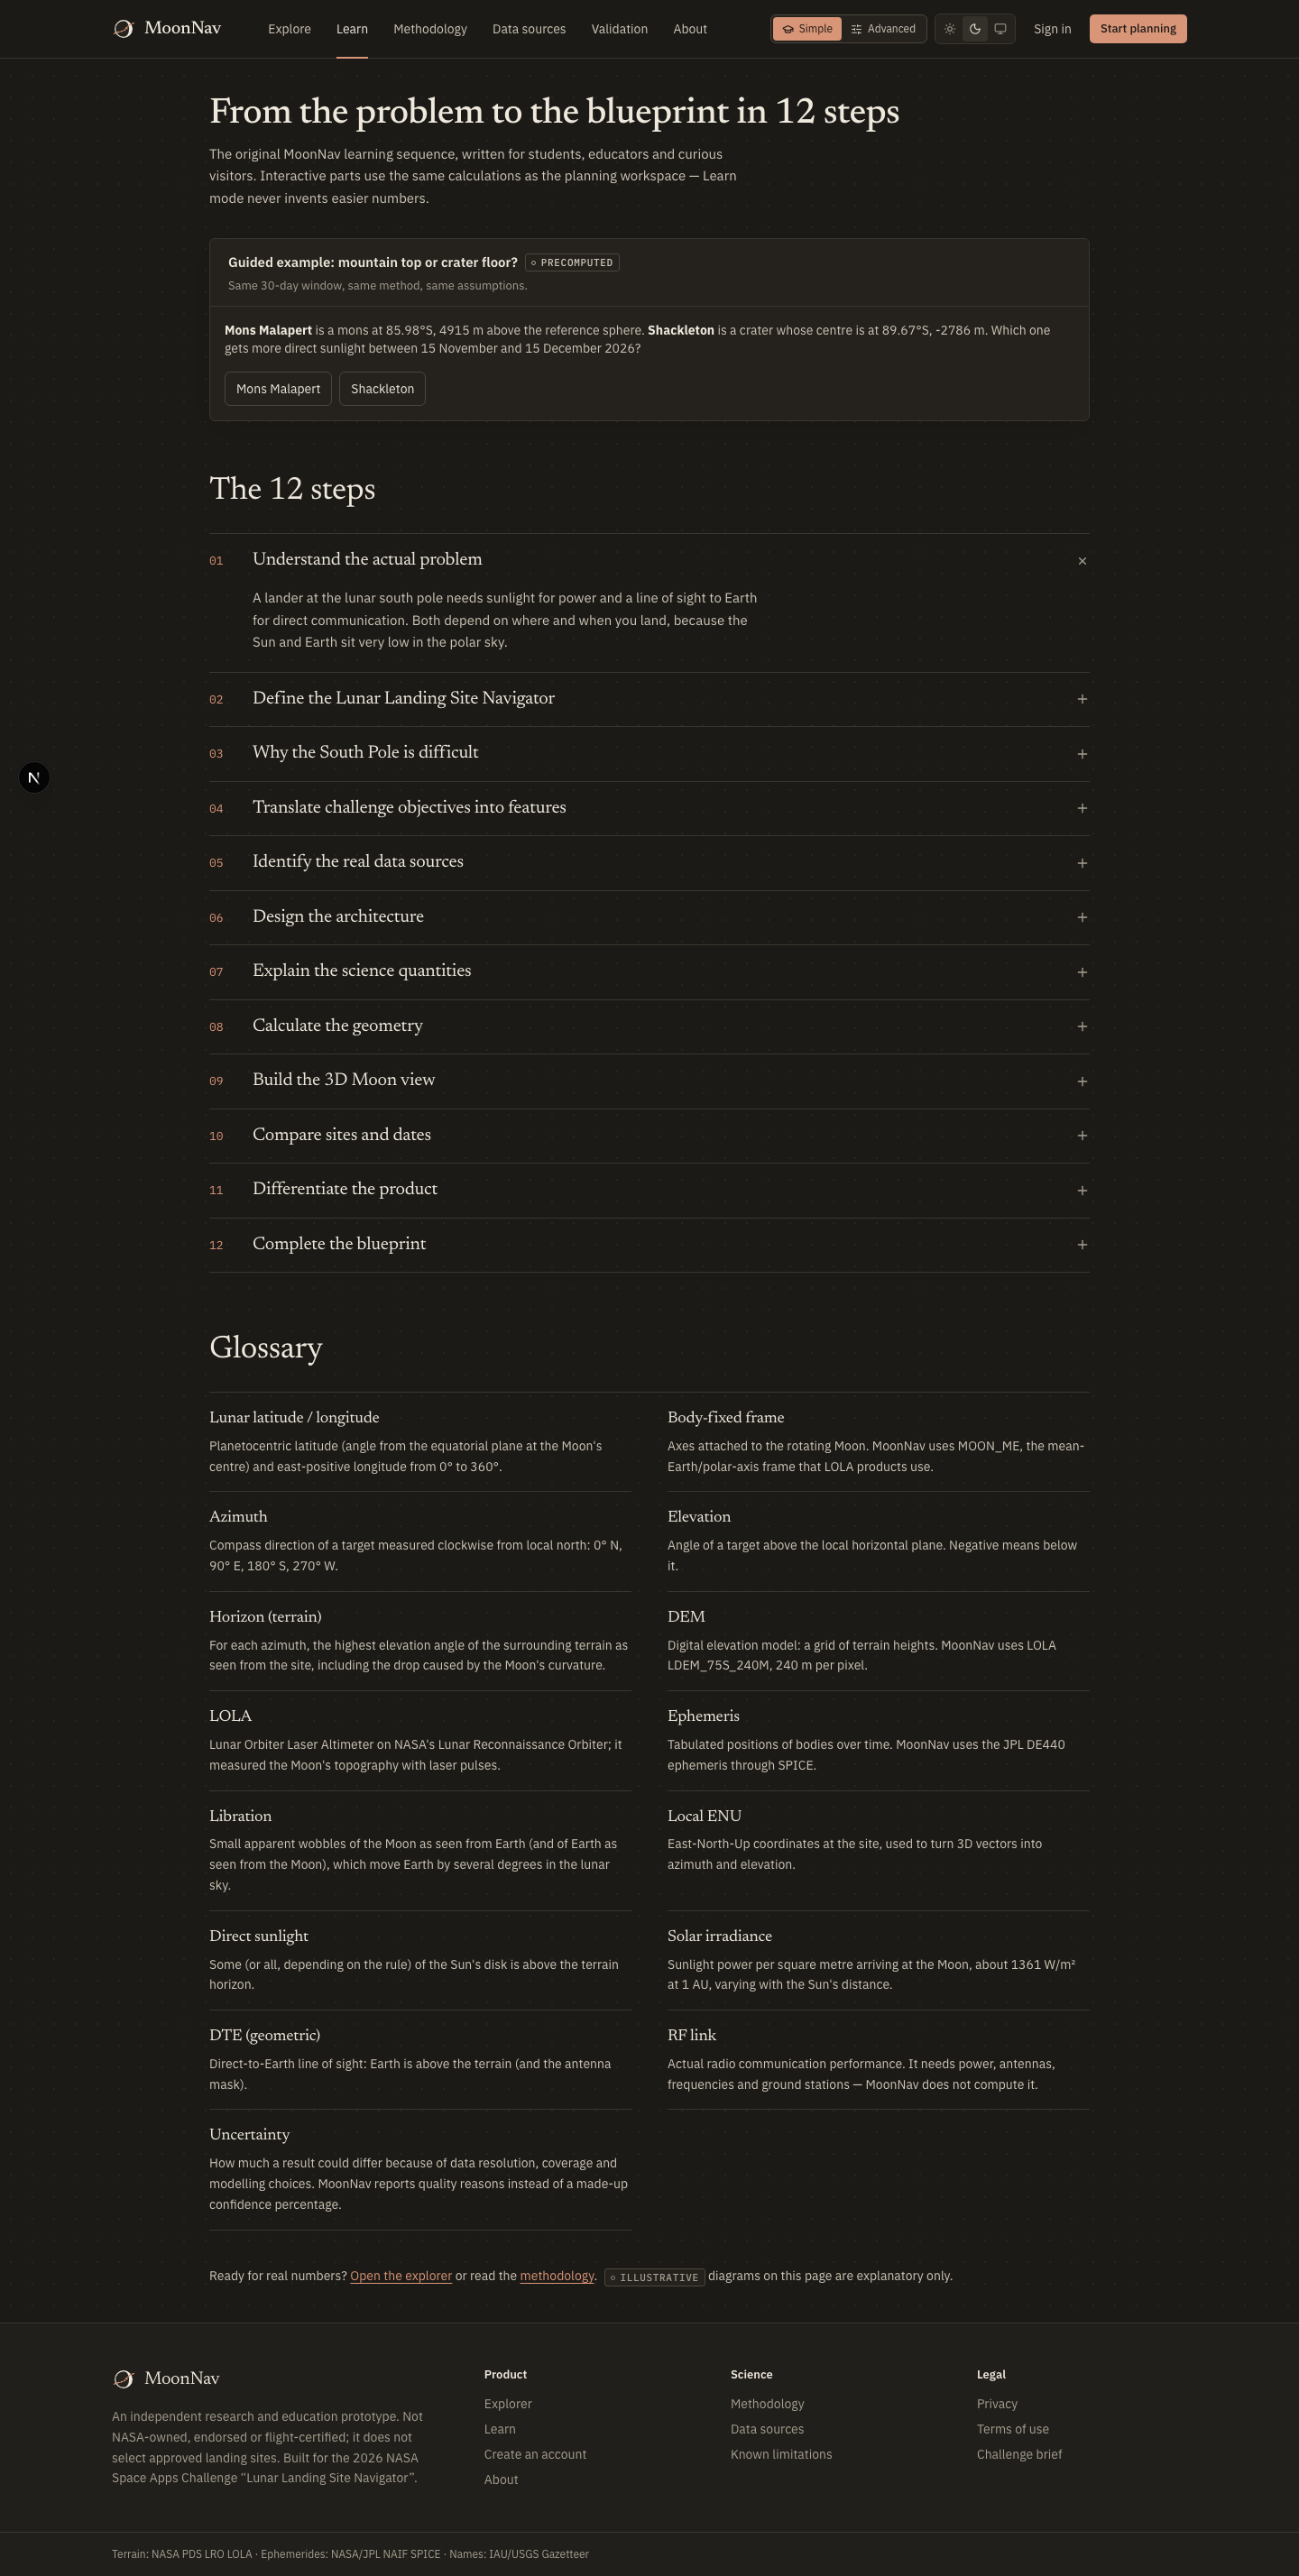 MoonNav
Explore
Learn
Methodology
Data sources
Validation
About
Simple
Advanced
Sign in
Start planning
From the problem to the blueprint in 12 steps
The original MoonNav learning sequence, written for students, educators and curious
visitors. Interactive parts use the same calculations as the planning workspace — Learn
mode never invents easier numbers.
Guided example: mountain top or crater floor? PRECOMPUTED
Same 30-day window, same method, same assumptions.
Mons Malapert is a mons at 85.98°S, 4915 m above the reference sphere. Shackleton is a crater whose centre is at 89.67°S, -2786 m. Which one
gets more direct sunlight between 15 November and 15 December 2026?
Mons Malapert
Shackleton
The 12 steps
01 Understand the actual problem ×
A lander at the lunar south pole needs sunlight for power and a line of sight to Earth
for direct communication. Both depend on where and when you land, because the
Sun and Earth sit very low in the polar sky.
02 Define the Lunar Landing Site Navigator +
03 Why the South Pole is difficult +
04 Translate challenge objectives into features +
05 Identify the real data sources +
06 Design the architecture +
07 Explain the science quantities +
08 Calculate the geometry +
09 Build the 3D Moon view +
10 Compare sites and dates +
11 Differentiate the product +
12 Complete the blueprint +
Glossary
Lunar latitude / longitude
Planetocentric latitude (angle from the equatorial plane at the Moon's
centre) and east-positive longitude from 0° to 360°.
Body-fixed frame
Axes attached to the rotating Moon. MoonNav uses MOON_ME, the mean-
Earth/polar-axis frame that LOLA products use.
Azimuth
Compass direction of a target measured clockwise from local north: 0° N,
90° E, 180° S, 270° W.
Elevation
Angle of a target above the local horizontal plane. Negative means below
it.
Horizon (terrain)
For each azimuth, the highest elevation angle of the surrounding terrain as
seen from the site, including the drop caused by the Moon's curvature.
DEM
Digital elevation model: a grid of terrain heights. MoonNav uses LOLA
LDEM_75S_240M, 240 m per pixel.
LOLA
Lunar Orbiter Laser Altimeter on NASA's Lunar Reconnaissance Orbiter; it
measured the Moon's topography with laser pulses.
Ephemeris
Tabulated positions of bodies over time. MoonNav uses the JPL DE440
ephemeris through SPICE.
Libration
Small apparent wobbles of the Moon as seen from Earth (and of Earth as
seen from the Moon), which move Earth by several degrees in the lunar
sky.
Local ENU
East-North-Up coordinates at the site, used to turn 3D vectors into
azimuth and elevation.
Direct sunlight
Some (or all, depending on the rule) of the Sun's disk is above the terrain
horizon.
Solar irradiance
Sunlight power per square metre arriving at the Moon, about 1361 W/m²
at 1 AU, varying with the Sun's distance.
DTE (geometric)
Direct-to-Earth line of sight: Earth is above the terrain (and the antenna
mask).
RF link
Actual radio communication performance. It needs power, antennas,
frequencies and ground stations — MoonNav does not compute it.
Uncertainty
How much a result could differ because of data resolution, coverage and
modelling choices. MoonNav reports quality reasons instead of a made-up
confidence percentage.
Ready for real numbers? Open the explorer or read the methodology. ILLUSTRATIVE diagrams on this page are explanatory only.
MoonNav
An independent research and education prototype. Not
NASA-owned, endorsed or flight-certified; it does not
select approved landing sites. Built for the 2026 NASA
Space Apps Challenge “Lunar Landing Site Navigator”.
Product
Explorer
Learn
Create an account
About
Science
Methodology
Data sources
Known limitations
Legal
Privacy
Terms of use
Challenge brief
Terrain: NASA PDS LRO LOLA · Ephemerides: NASA/JPL NAIF SPICE · Names: IAU/USGS Gazetteer